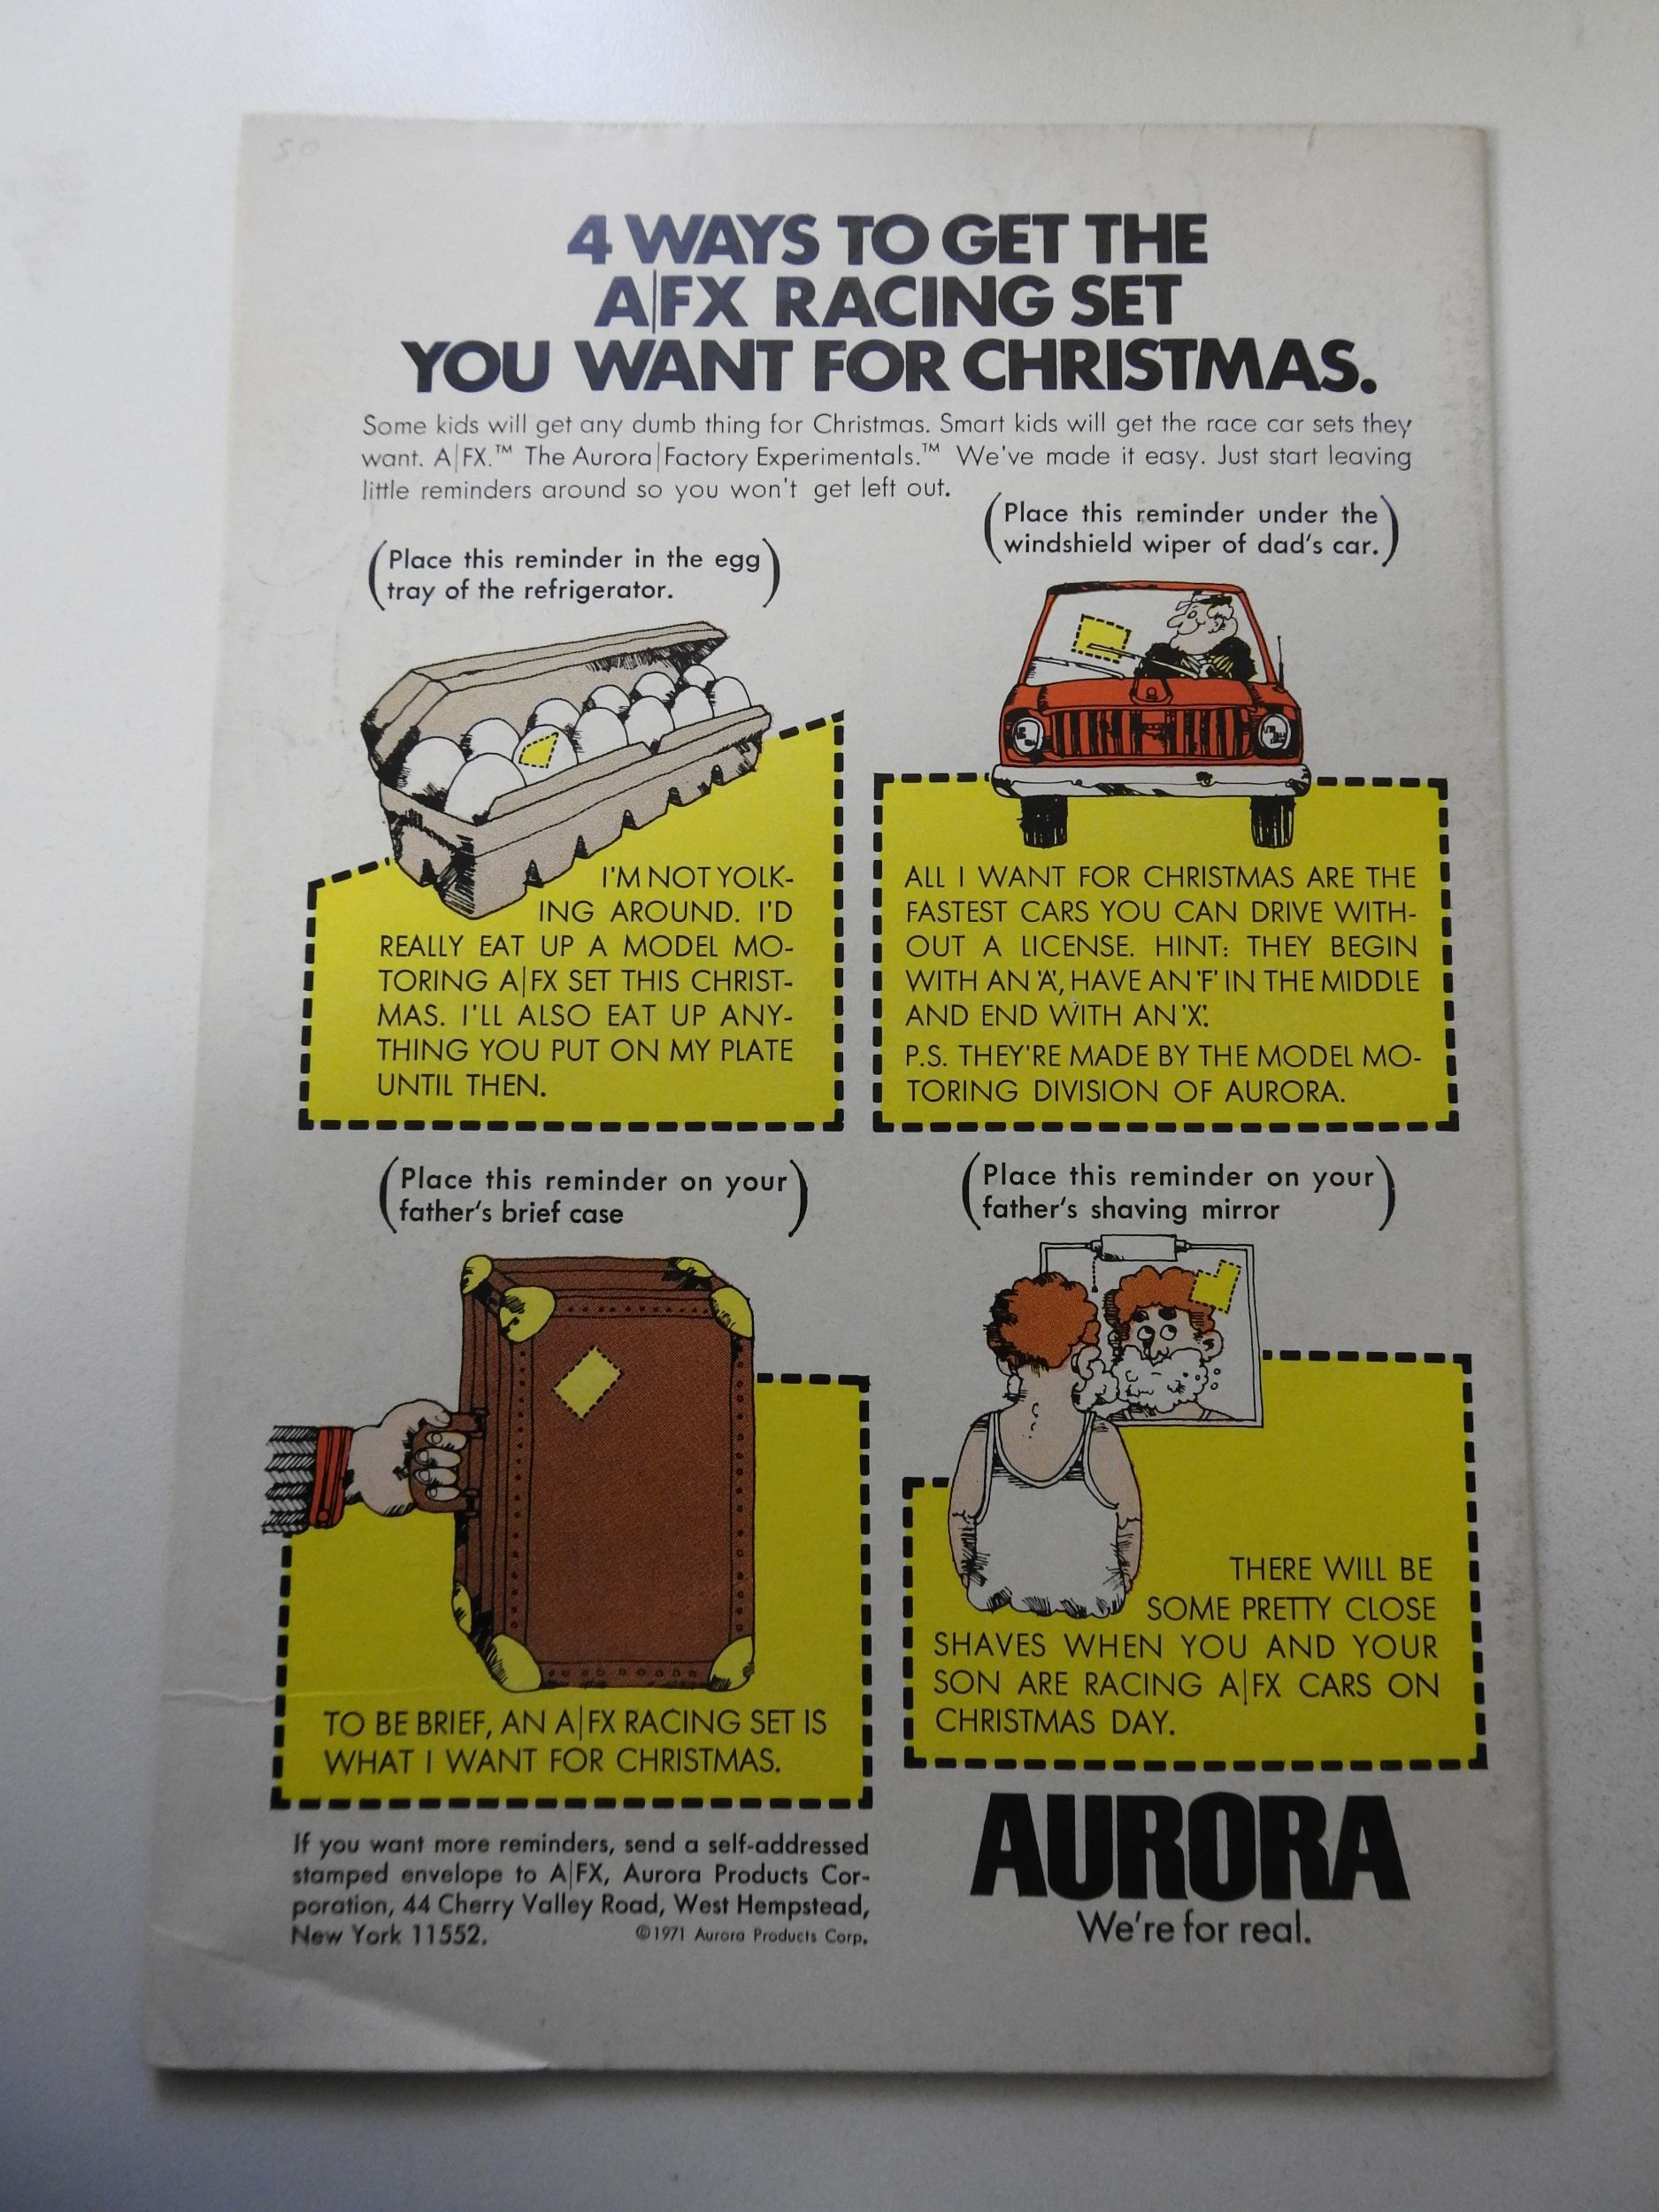 50
4 WAYS TO GET THE
A|FX RACING SET
YOU WANT FOR CHRISTMAS.
Some kids will get any dumb thing for Christmas. Smart kids will get the race car sets they
want. A|FX.™ The Aurora|Factory Experimentals.™ We've made it easy. Just start leaving
little reminders around so you won't get left out.
(Place this reminder in the egg
tray of the refrigerator.)
I'M NOT YOLK-
ING AROUND. I'D
REALLY EAT UP A MODEL MO-
TORING A|FX SET THIS CHRIST-
MAS. I'LL ALSO EAT UP ANY-
THING YOU PUT ON MY PLATE
UNTIL THEN.
(Place this reminder under the
windshield wiper of dad's car.)
ALL I WANT FOR CHRISTMAS ARE THE
FASTEST CARS YOU CAN DRIVE WITH-
OUT A LICENSE. HINT: THEY BEGIN
WITH AN 'A', HAVE AN 'F' IN THE MIDDLE
AND END WITH AN 'X'.
P.S. THEY'RE MADE BY THE MODEL MO-
TORING DIVISION OF AURORA.
(Place this reminder on your
father's brief case)
TO BE BRIEF, AN A|FX RACING SET IS
WHAT I WANT FOR CHRISTMAS.
(Place this reminder on your
father's shaving mirror)
THERE WILL BE
SOME PRETTY CLOSE
SHAVES WHEN YOU AND YOUR
SON ARE RACING A|FX CARS ON
CHRISTMAS DAY.
If you want more reminders, send a self-addressed
stamped envelope to A|FX, Aurora Products Cor-
poration, 44 Cherry Valley Road, West Hempstead,
New York 11552. ©1971 Aurora Products Corp.
AURORA
We're for real.